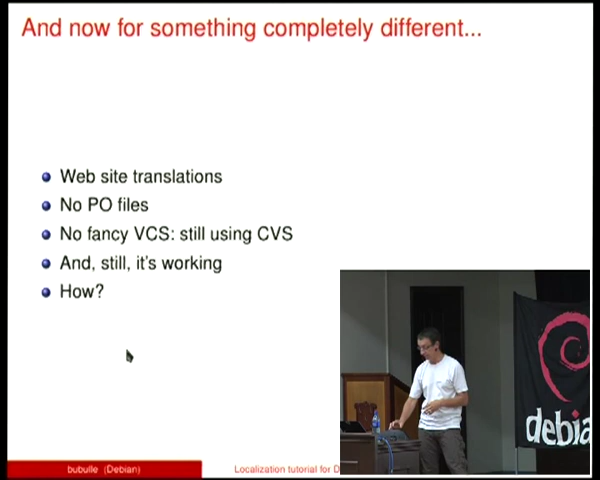 And now for something completely different...
Web site translations
No PO files
No fancy VCS: still using CVS
And, still, it's working
How?
bubulle (Debian)
Localization tutorial for D
debia